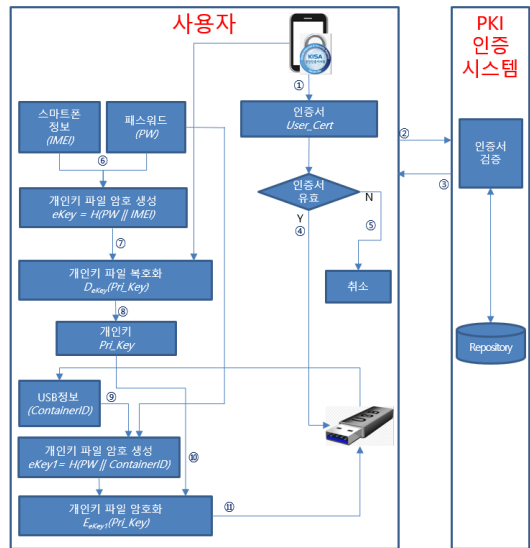 사용자
PKI
인증
시스템
KISA
①
스마트폰
정보
(IMEI)
패스워드
(PW)
인증서
User_Cert
②
③
인증서
검증
⑥
개인키 파일 암호 생성
eKey = H(PW || IMEI)
인증서
유효
N
Y
④
⑤
⑦
개인키 파일 복호화
DeKey(Pri_Key)
취소
⑧
개인키
Pri_Key
Repository
USB정보
(ContainerID)
⑨
USB
개인키 파일 암호 생성
eKey1= H(PW || ContainerID)
⑩
개인키 파일 암호화
EeKey1(Pri_Key)
⑪